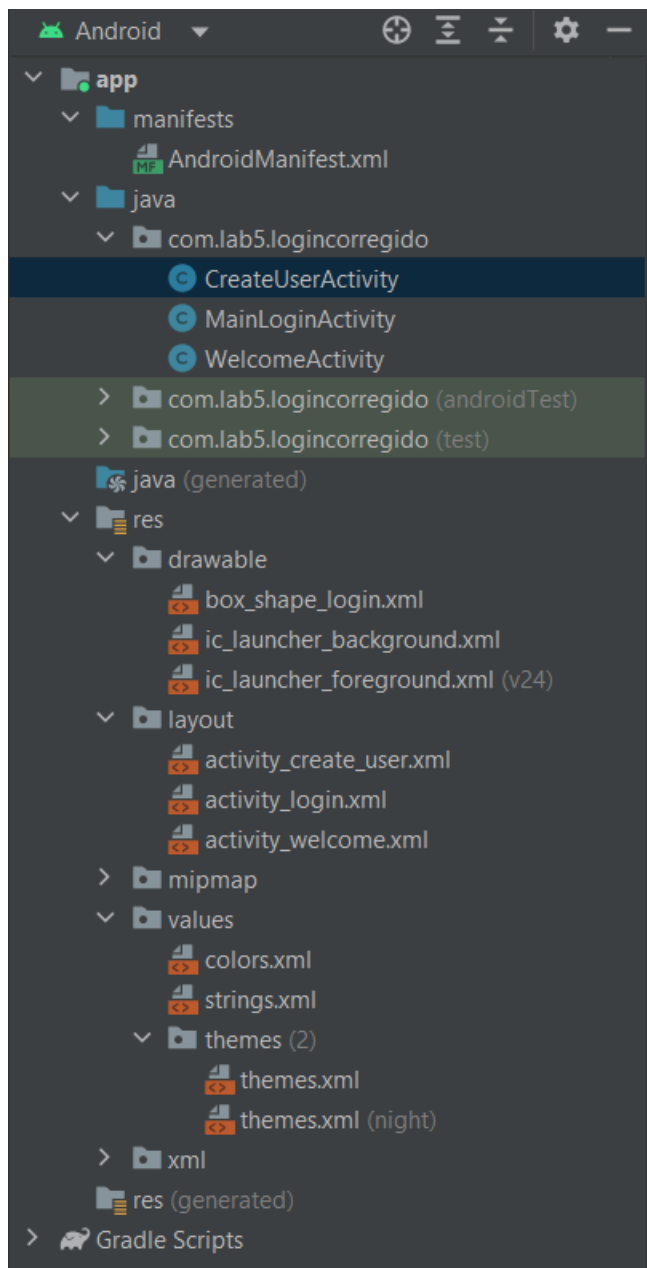 Android
app
manifests
MF AndroidManifest.xml
java
com.lab5.logincorregido
C CreateUserActivity
C MainLoginActivity
C WelcomeActivity
com.lab5.logincorregido (androidTest)
com.lab5.logincorregido (test)
java (generated)
res
drawable
<> box_shape_login.xml
<> ic_launcher_background.xml
<> ic_launcher_foreground.xml (v24)
layout
<> activity_create_user.xml
<> activity_login.xml
<> activity_welcome.xml
mipmap
values
<> colors.xml
<> strings.xml
themes (2)
<> themes.xml
<> themes.xml (night)
xml
res (generated)
Gradle Scripts